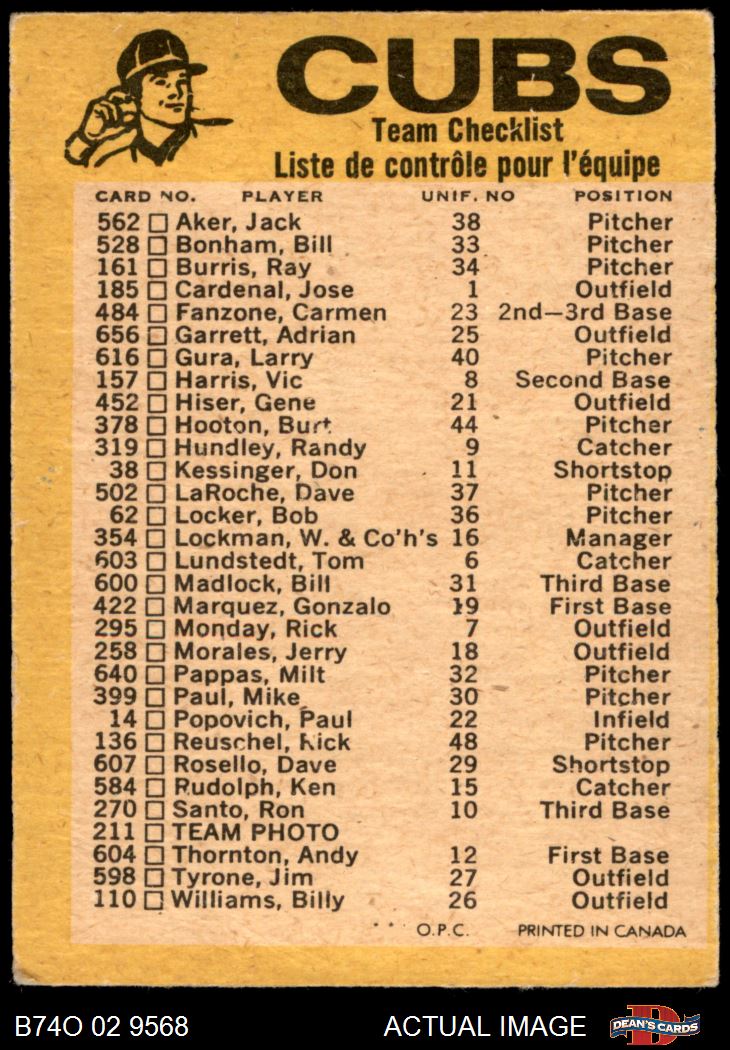 CUBS
Team Checklist
Liste de contrôle pour l'équipe
CARD NO. PLAYER UNIF. NO POSITION
562 Aker, Jack 38 Pitcher
528 Bonham, Bill 33 Pitcher
161 Burris, Ray 34 Pitcher
185 Cardenal, Jose 1 Outfield
484 Fanzone, Carmen 23 2nd—3rd Base
656 Garrett, Adrian 25 Outfield
616 Gura, Larry 40 Pitcher
157 Harris, Vic 8 Second Base
452 Hiser, Gene 21 Outfield
378 Hooton, Burt 44 Pitcher
319 Hundley, Randy 9 Catcher
38 Kessinger, Don 11 Shortstop
502 LaRoche, Dave 37 Pitcher
62 Locker, Bob 36 Pitcher
354 Lockman, W. & Co'h's 16 Manager
603 Lundstedt, Tom 6 Catcher
600 Madlock, Bill 31 Third Base
422 Marquez, Gonzalo 19 First Base
295 Monday, Rick 7 Outfield
258 Morales, Jerry 18 Outfield
640 Pappas, Milt 32 Pitcher
399 Paul, Mike 30 Pitcher
14 Popovich, Paul 22 Infield
136 Reuschel, Rick 48 Pitcher
607 Rosello, Dave 29 Shortstop
584 Rudolph, Ken 15 Catcher
270 Santo, Ron 10 Third Base
211 TEAM PHOTO
604 Thornton, Andy 12 First Base
598 Tyrone, Jim 27 Outfield
110 Williams, Billy 26 Outfield
* * O.P.C. PRINTED IN CANADA
B74O 02 9568 ACTUAL IMAGE D DEAN'S CARDS